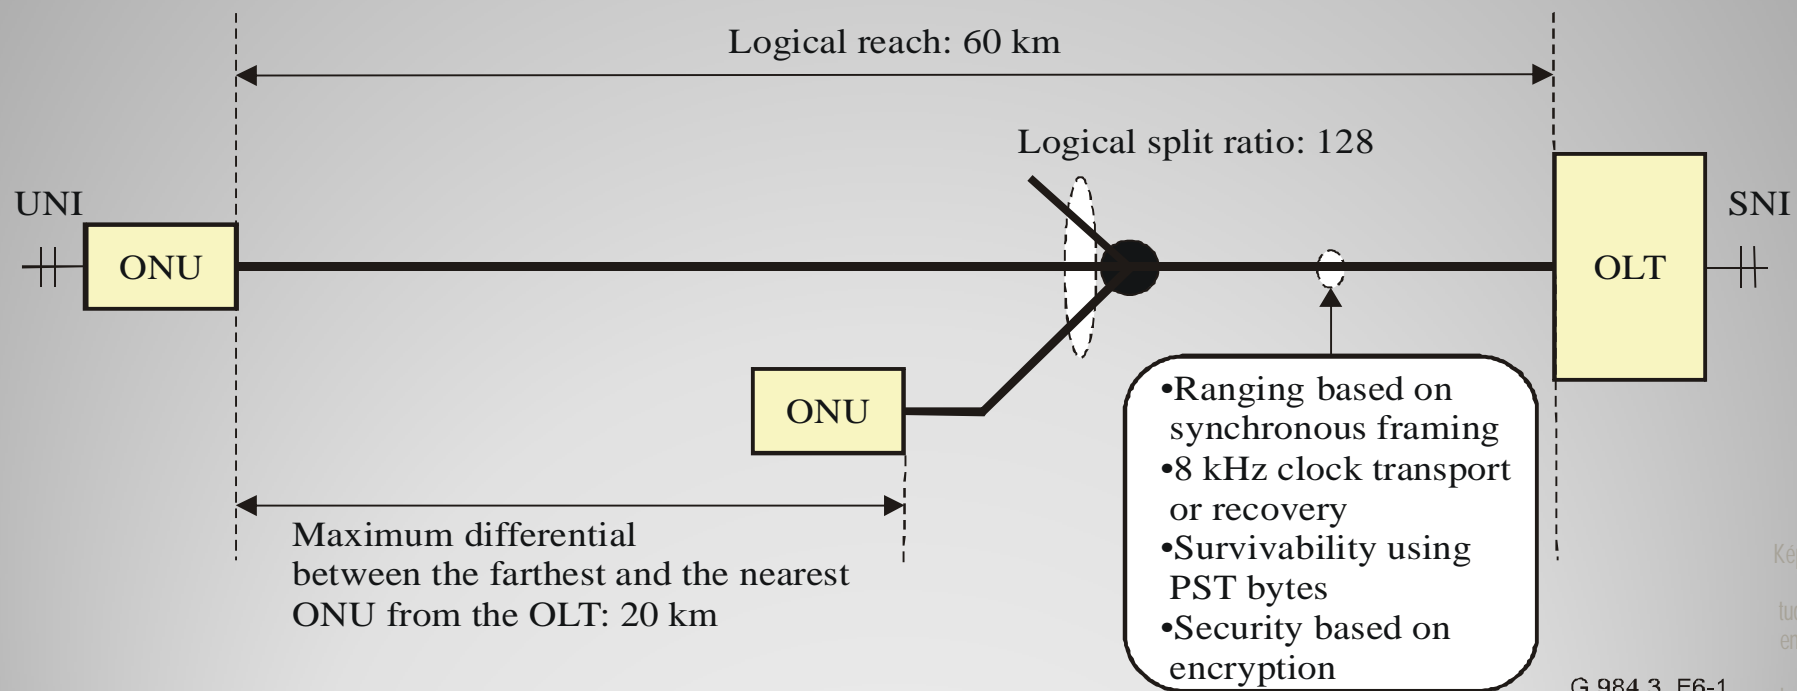 Logical reach: 60 km
Logical split ratio: 128
UNI
SNI
ONU
OLT
ONU
•Ranging based on
synchronous framing
•8 kHz clock transport
or recovery
•Survivability using
PST bytes
•Security based on
encryption
Maximum differential
between the farthest and the nearest
ONU from the OLT: 20 km
G.984.3_F6-1